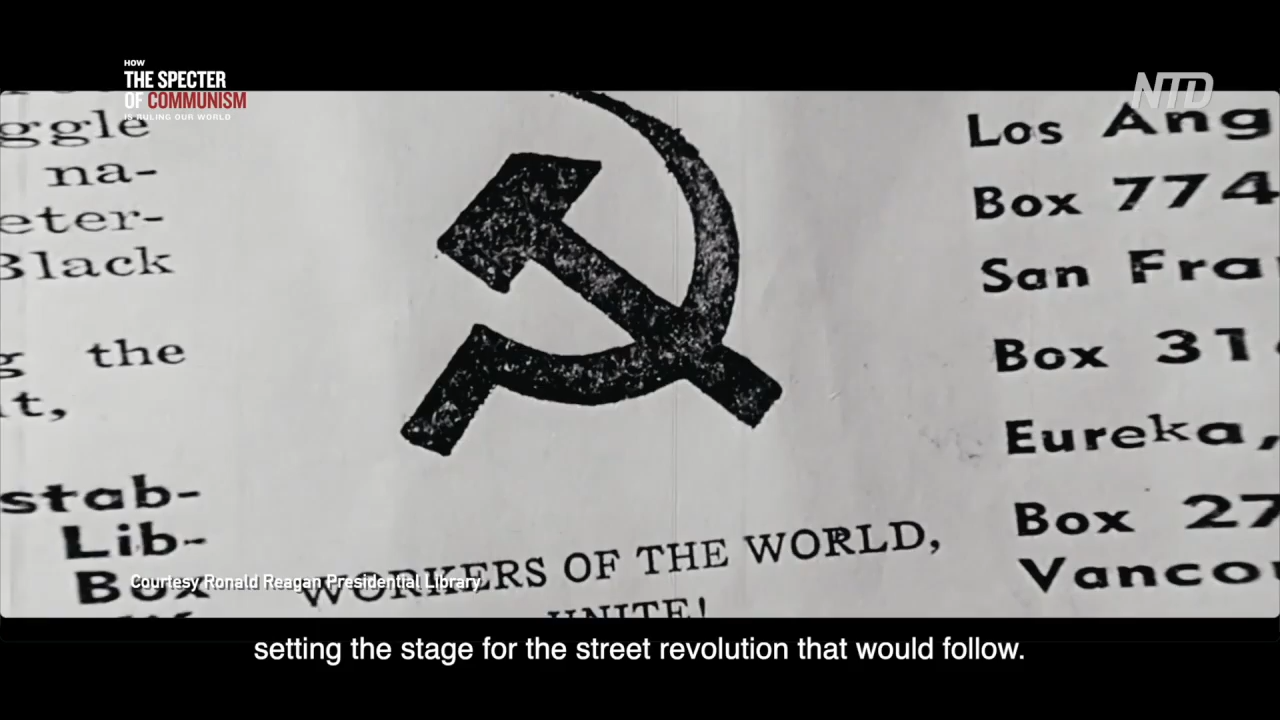 HOW
THE SPECTER
OF COMMUNISM
IS RULING OUR WORLD
NTD
ggle
na-
eter-
Black
g the
it,
stab-
Lib-
Box
WORKERS OF THE WORLD,
UNITE!
Los Ang
Box 774
San Fra
Box 31
Eureka,
Box 27
Vanco
Courtesy Ronald Reagan Presidential Library
setting the stage for the street revolution that would follow.